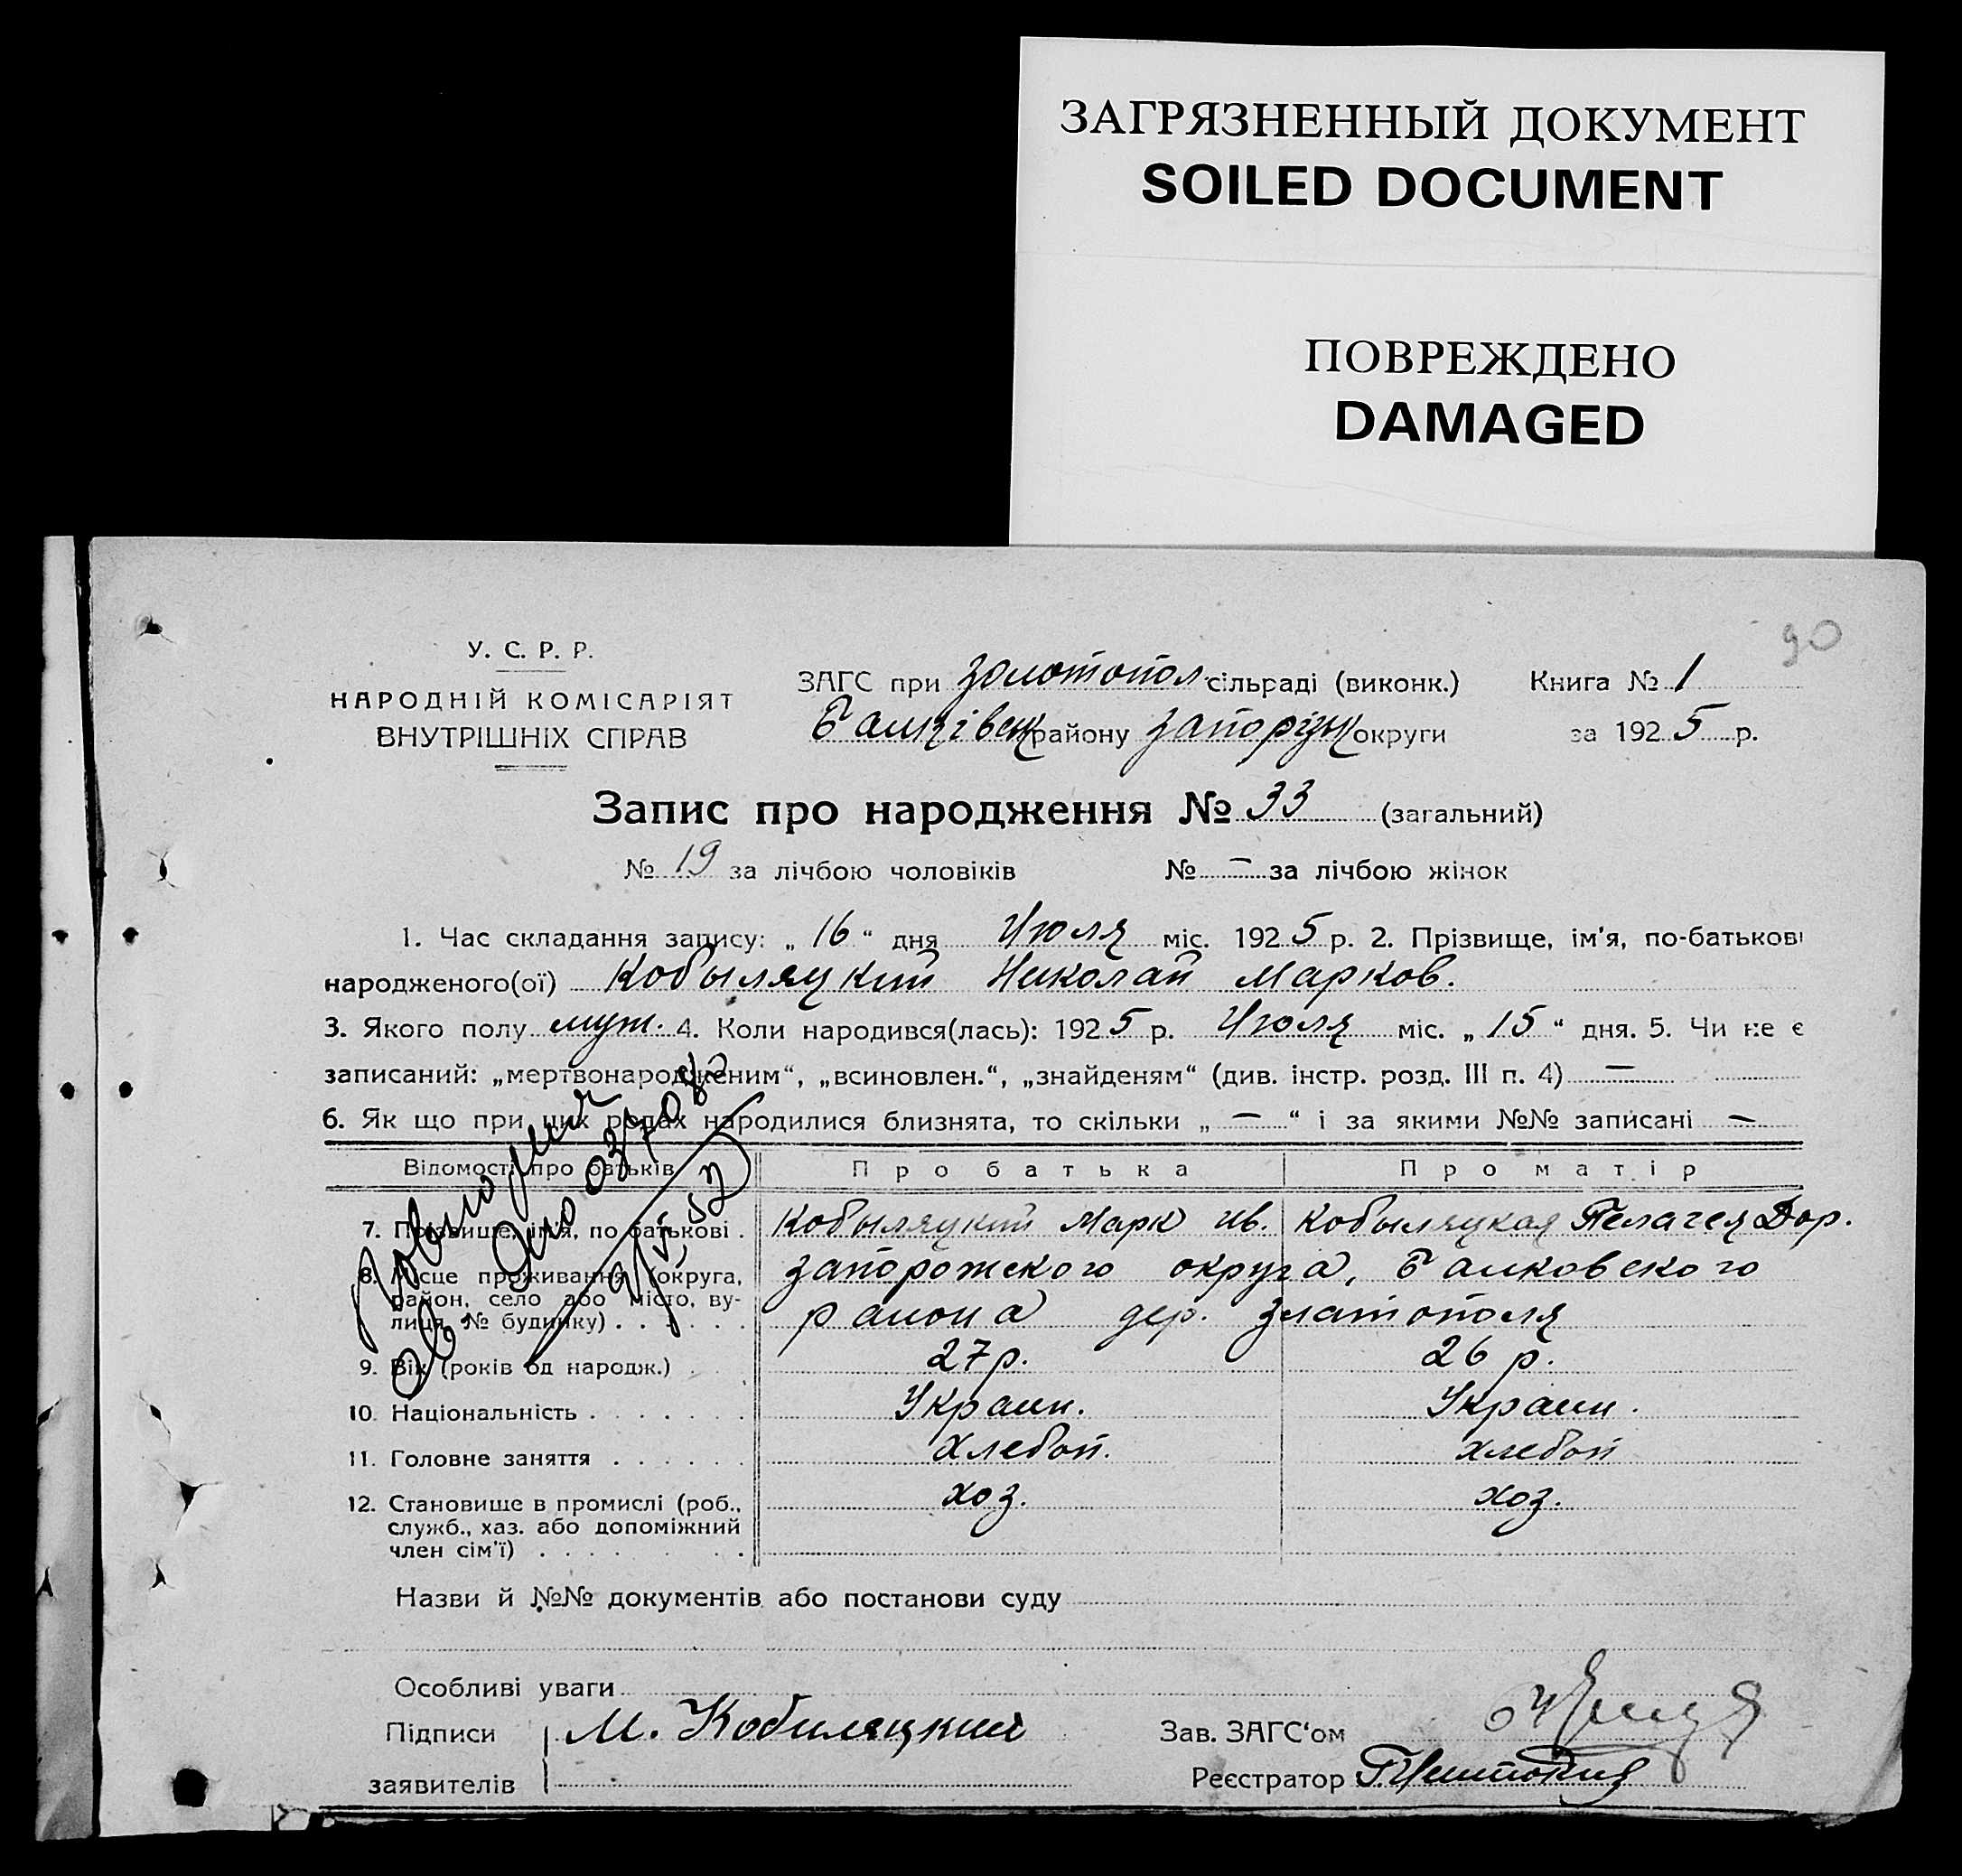 ЗАГРЯЗНЕННЫЙ ДОКУМЕНТ
SOILED DOCUMENT
ПОВРЕЖДЕНО
DAMAGED
90
У. С. Р. Р.
НАРОДНІЙ КОМІСАРІЯТ
ВНУТРІШНІХ СПРАВ
ЗАГС при Золотопол. сільраді (виконк.) Книга № 1
району Запорізьк округи за 1925 р.
Запис про народження № 33 (загальний)
№ 19 за лічбою чоловіків № — за лічбою жінок
1. Час складання запису: „ 16 “ дня Июля міс. 1925 р. 2. Прізвище, ім'я, по-батькові
народженого(ої) Кобыляцкий Николай Марков.
3. Якого полу муж. 4. Коли народився(лась): 1925 р. Июля міс. „ 15 “ дня. 5. Чи не є
записаний: „мертвонародженим“, „всиновлен.“, „знайденям“ (див. інстр. розд. III п. 4) —
6. Як що при цих родах народилися близнята, то скільки „ — “ і за якими №№ записані —
Відомості про батьків Про батька Про матір
7. Прізвище, ім'я, по батькові . Кобыляцкий Марк Ив. Кобыляцкая Пелагея Дор.
8. Місце проживання (округа, Запорожского округа,
район, село або місто, ву- района дер. Златополя
лиця, № будинку) . . . . . .
9. Вік (років од народж.) 27 р. 26 р.
10. Національність . . . . . . . Украин. Украин.
11. Головне заняття . . . . . . Хлебоп. хлебоп
12. Становище в промислі (роб., хоз. хоз.
служб., хаз. або допоміжний
член сім'ї) . . . . . . .
Назви й №№ документів або постанови суду
Особливі уваги
Підписи М. Кобиляцкий Зав. ЗАГС‘ом
заявителів Реєстратор